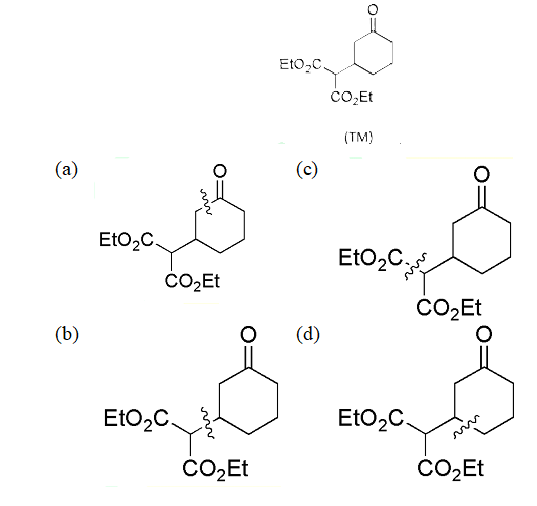 O
EtO₂C
CO₂Et
(TM)
(a)
O
EtO₂C
CO₂Et
(c)
O
EtO₂C
CO₂Et
(b)
O
EtO₂C
CO₂Et
(d)
O
EtO₂C
CO₂Et